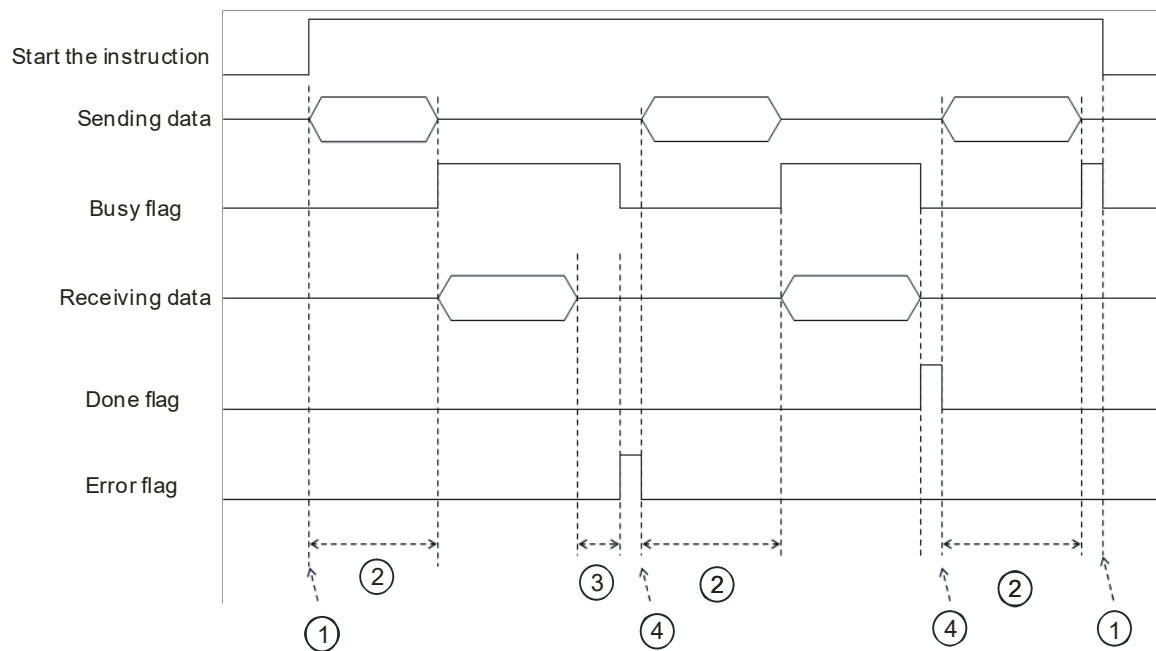 Start the instruction
Sending data
Busy flag
Receiving data
Done flag
Error flag
② ③ ② ②
① ④ ④ ①